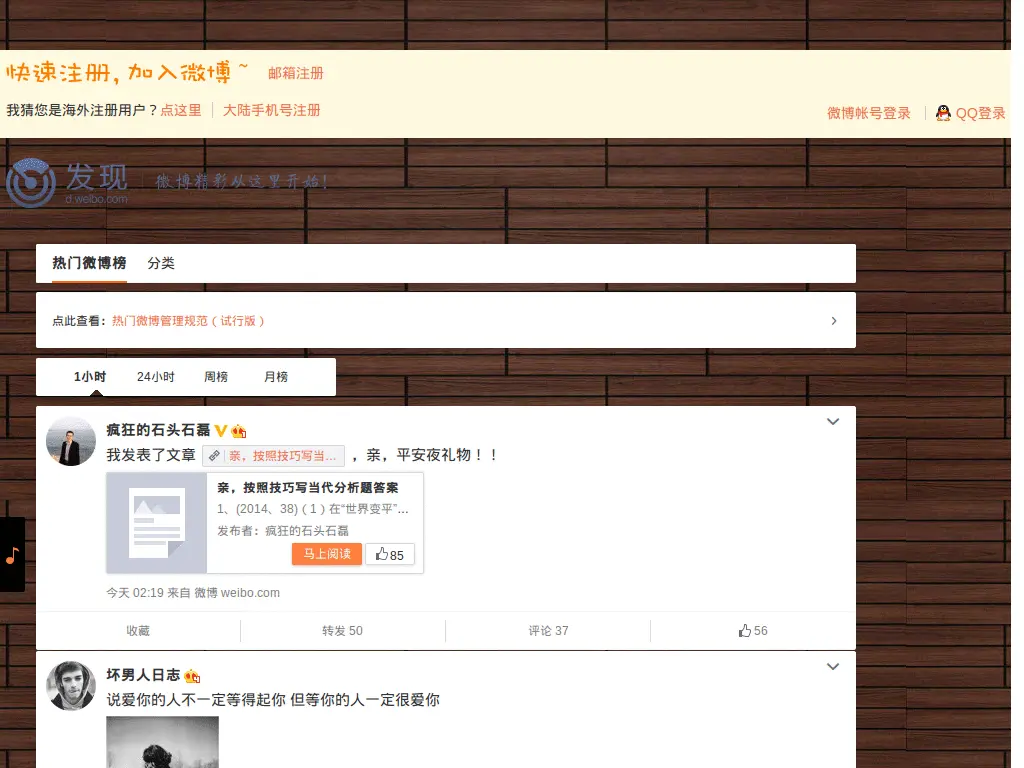 快速注册,加入微博~ 邮箱注册
我猜您是海外注册用户？点这里 大陆手机号注册
微博帐号登录 QQ登录
发现 微博精彩从这里开始!
d.weibo.com
热门微博榜 分类
点此查看：热门微博管理规范（试行版）
1小时 24小时 周榜 月榜
疯狂的石头石磊
我发表了文章 亲，按照技巧写当... ，亲，平安夜礼物！！
亲，按照技巧写当代分析题答案
1、(2014、38)（1）在“世界变平”...
发布者：疯狂的石头石磊
马上阅读 85
今天 02:19 来自 微博 weibo.com
收藏 转发 50 评论 37 56
坏男人日志
说爱你的人不一定等得起你 但等你的人一定很爱你